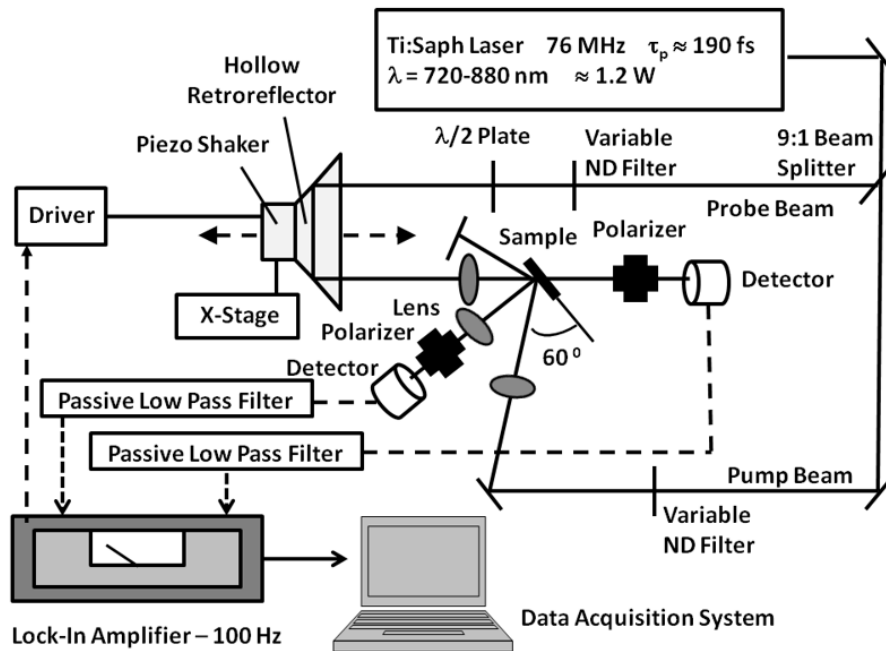 Ti:Saph Laser 76 MHz τp ≈ 190 fs
λ = 720-880 nm ≈ 1.2 W
Hollow
Retroreflector
Piezo Shaker
λ/2 Plate
Variable
ND Filter
9:1 Beam
Splitter
Driver
Probe Beam
Sample
Polarizer
Detector
X-Stage
Lens
Polarizer
Detector
60 0
Passive Low Pass Filter
Passive Low Pass Filter
Pump Beam
Variable
ND Filter
Data Acquisition System
Lock-In Amplifier – 100 Hz